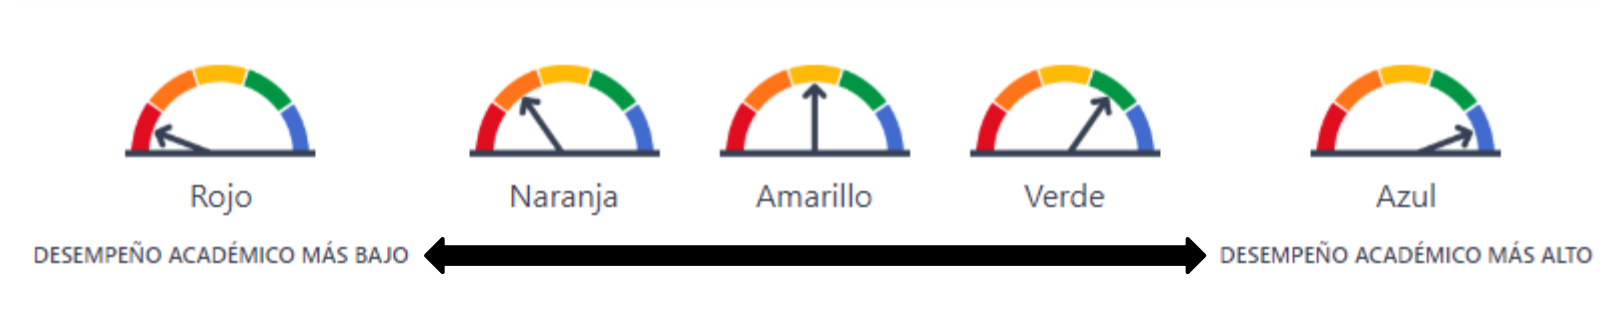 Rojo
Naranja
Amarillo
Verde
Azul
DESEMPEÑO ACADÉMICO MÁS BAJO
DESEMPEÑO ACADÉMICO MÁS ALTO